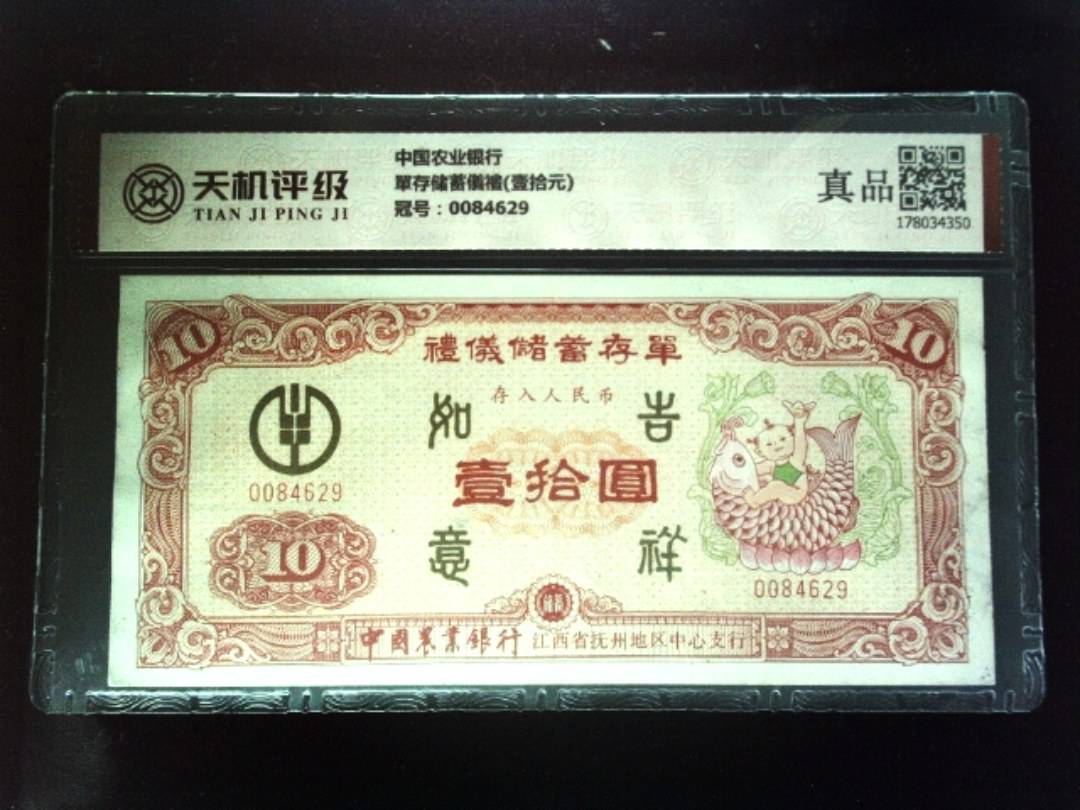 天机评级
TIAN JI PING JI
中国农业银行
單存储蓄儀禮(壹拾元)
冠号：0084629
真品
178034350
10
10
禮儀儲蓄存單
存入人民币
如 吉
壹拾圓
意 祥
0084629
10
0084629
中國農業銀行 江西省抚州地区中心支行